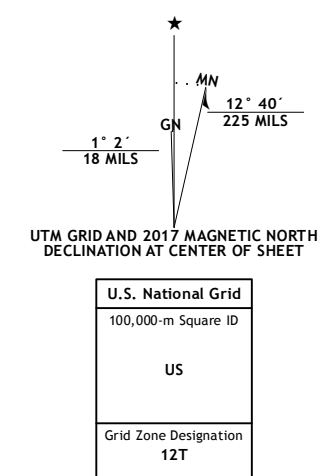 ★
MN
GN
12° 40´
225 MILS
1° 2´
18 MILS
UTM GRID AND 2017 MAGNETIC NORTH
DECLINATION AT CENTER OF SHEET
U.S. National Grid
100,000-m Square ID
US
Grid Zone Designation
12T